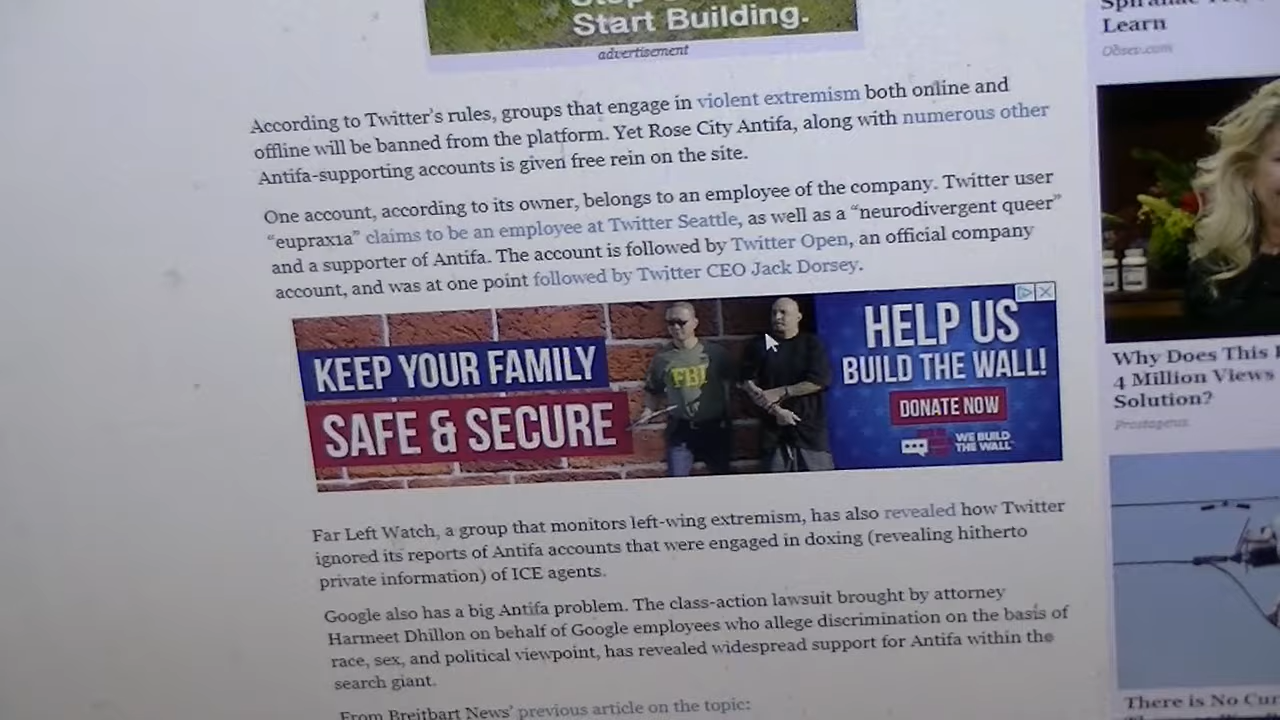 Start Building.
advertisement
According to Twitter's rules, groups that engage in violent extremism both online and
offline will be banned from the platform. Yet Rose City Antifa, along with numerous other
Antifa-supporting accounts is given free rein on the site.
One account, according to its owner, belongs to an employee of the company. Twitter user
“euprax1a” claims to be an employee at Twitter Seattle, as well as a “neurodivergent queer”
and a supporter of Antifa. The account is followed by Twitter Open, an official company
account, and was at one point followed by Twitter CEO Jack Dorsey.
KEEP YOUR FAMILY
SAFE & SECURE
FBI
HELP US
BUILD THE WALL!
DONATE NOW
WE BUILD
THE WALL
Far Left Watch, a group that monitors left-wing extremism, has also revealed how Twitter
ignored its reports of Antifa accounts that were engaged in doxing (revealing hitherto
private information) of ICE agents.
Google also has a big Antifa problem. The class-action lawsuit brought by attorney
Harmeet Dhillon on behalf of Google employees who allege discrimination on the basis of
race, sex, and political viewpoint, has revealed widespread support for Antifa within the
search giant.
From Breitbart News' previous article on the topic:
Learn
Why Does This
4 Million Views
Solution?
There is No